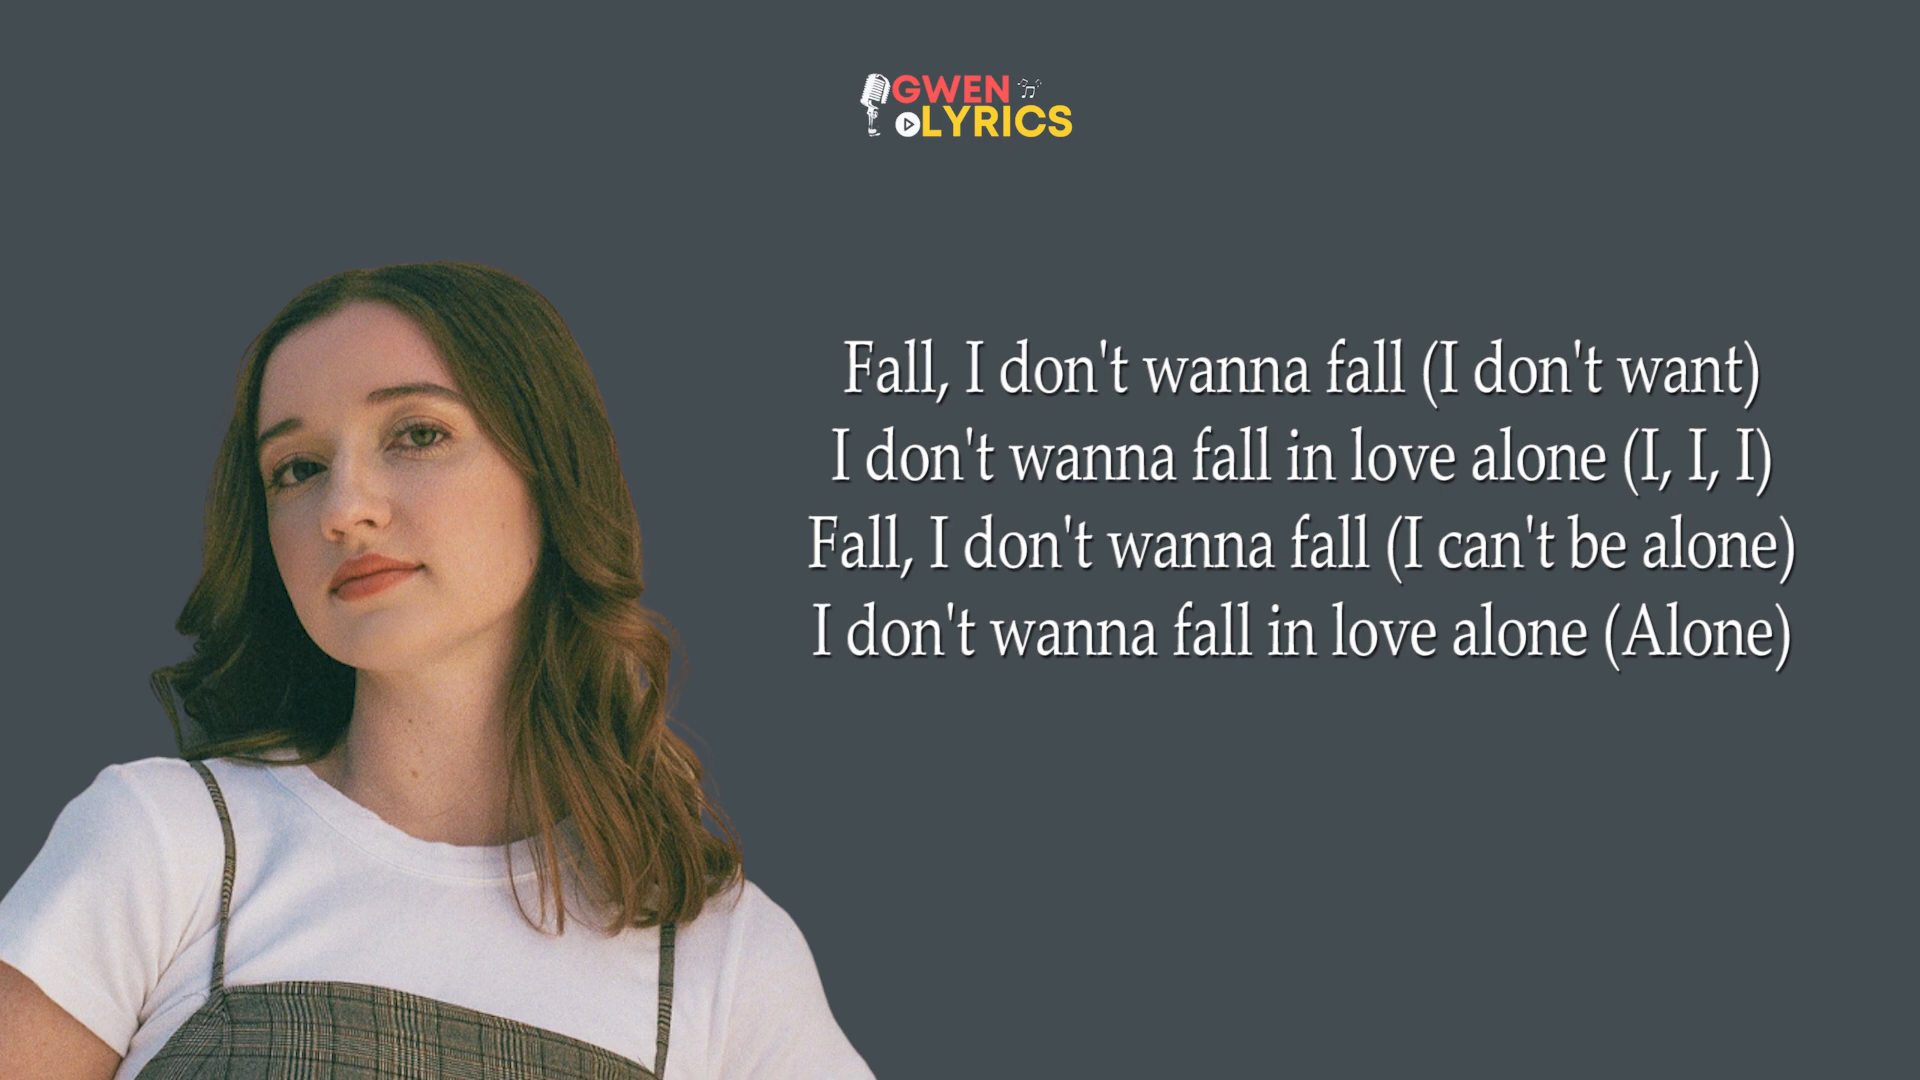 GWEN
LYRICS
Fall, I don't wanna fall (I don't want)
I don't wanna fall in love alone (I, I, I)
Fall, I don't wanna fall (I can't be alone)
I don't wanna fall in love alone (Alone)